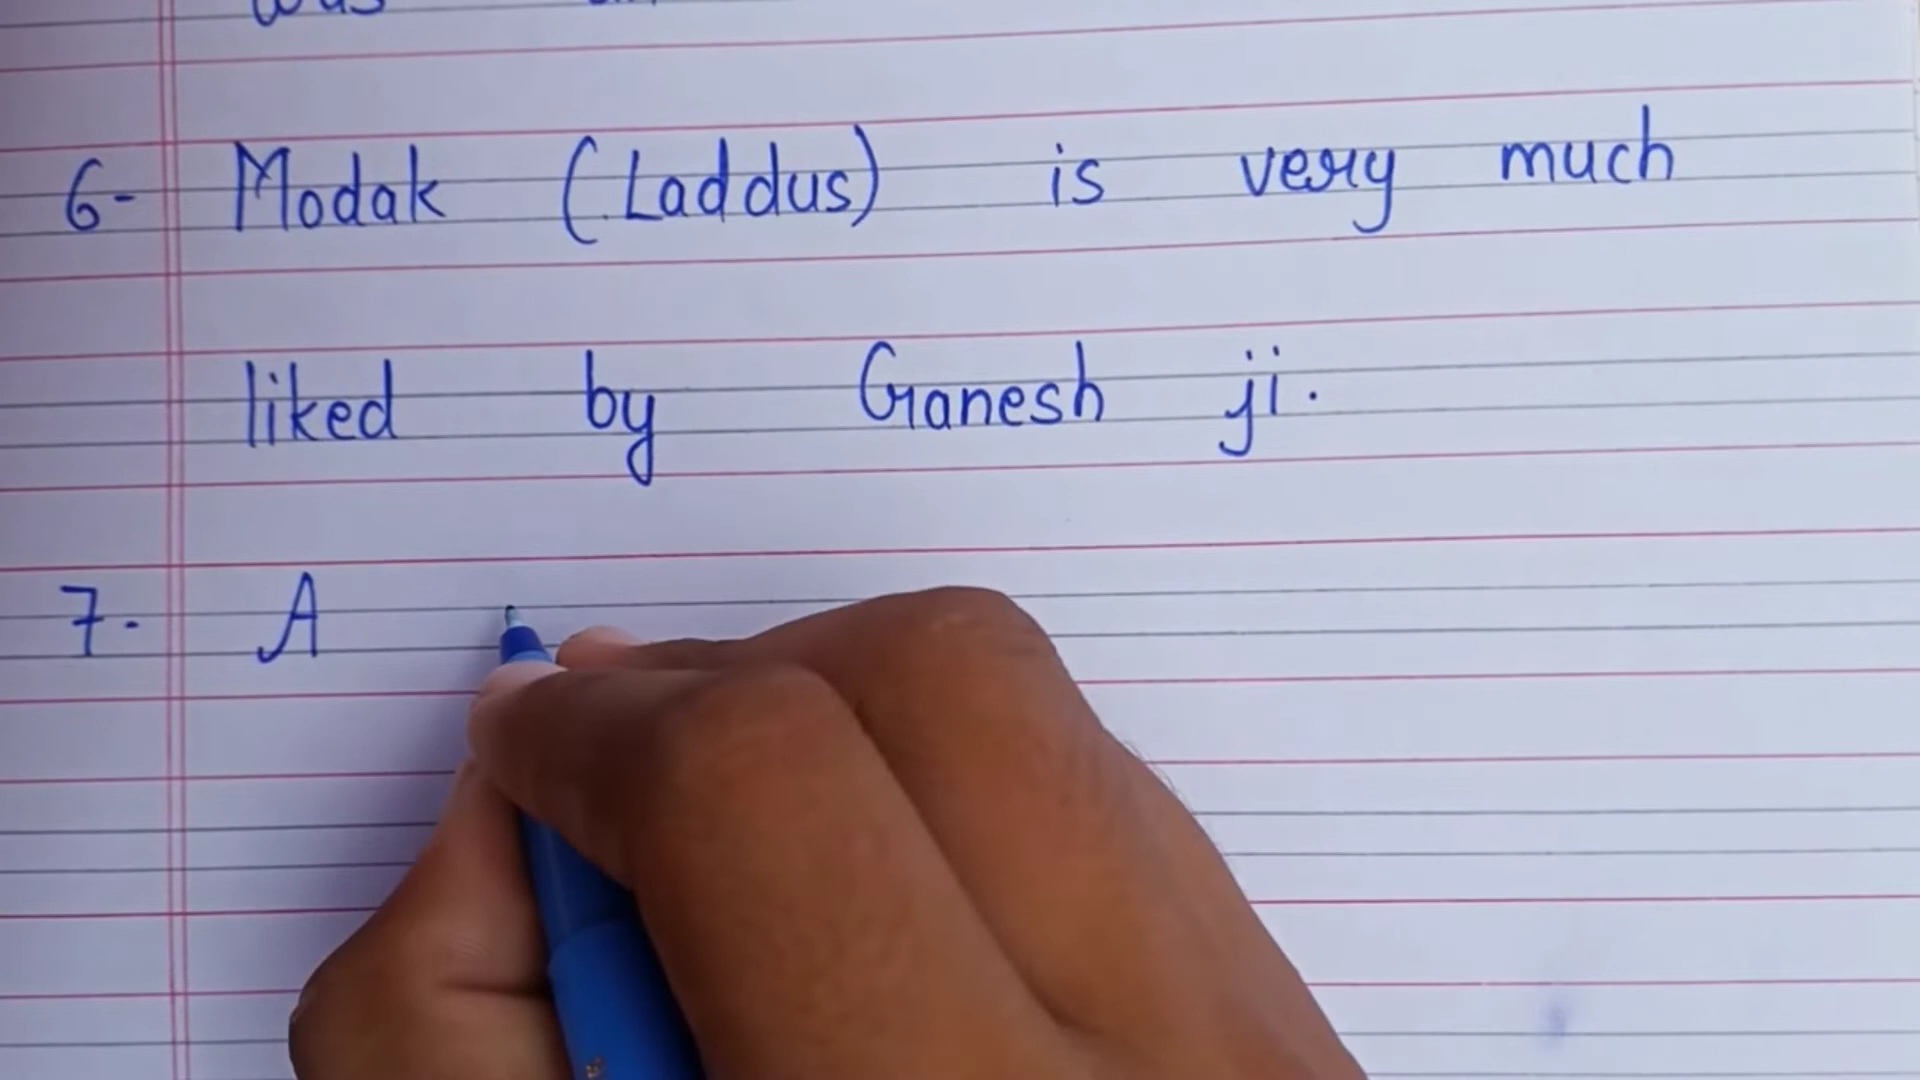 6- Modak (Laddus) is very much
liked by Ganesh ji.
7. A